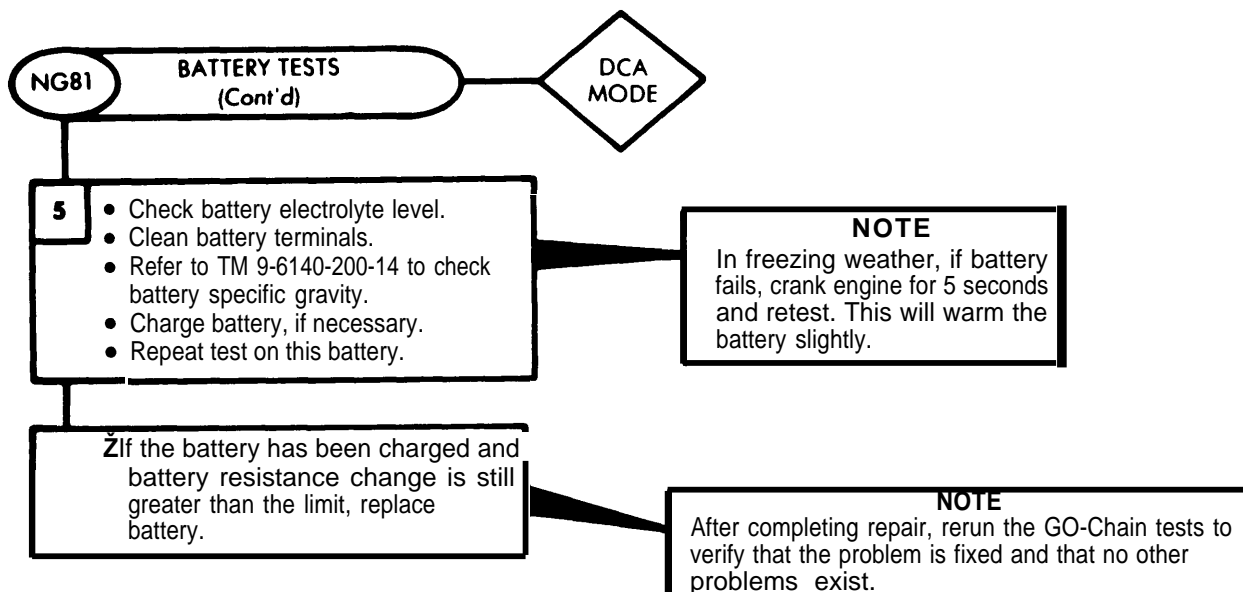 NG81
BATTERY TESTS
(Cont'd)
DCA
MODE
5
• Check battery electrolyte level.
• Clean battery terminals.
• Refer to TM 9-6140-200-14 to check
battery specific gravity.
• Charge battery, if necessary.
• Repeat test on this battery.
NOTE
In freezing weather, if battery
fails, crank engine for 5 seconds
and retest. This will warm the
battery slightly.
ŽIf the battery has been charged and
battery resistance change is still
greater than the limit, replace
battery.
NOTE
After completing repair, rerun the GO-Chain tests to
verify that the problem is fixed and that no other
problems exist.